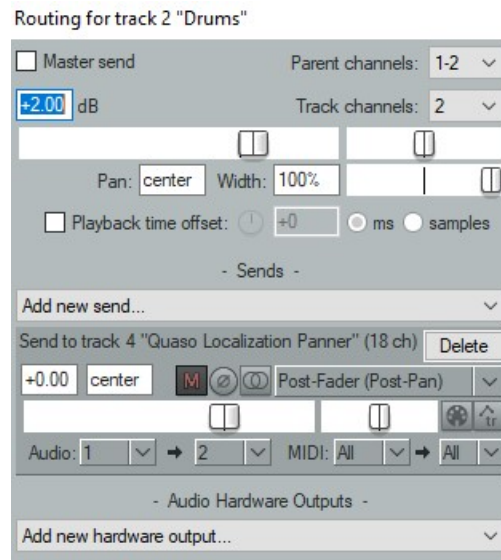 Routing for track 2 "Drums"
Master send Parent channels: 1-2
+2.00 dB Track channels: 2
Pan: center Width: 100%
Playback time offset: +0 ms samples
- Sends -
Add new send...
Send to track 4 "Quaso Localization Panner" (18 ch) Delete
+0.00 center M Post-Fader (Post-Pan)
tr
Audio: 1 2 MIDI: All All
- Audio Hardware Outputs -
Add new hardware output...